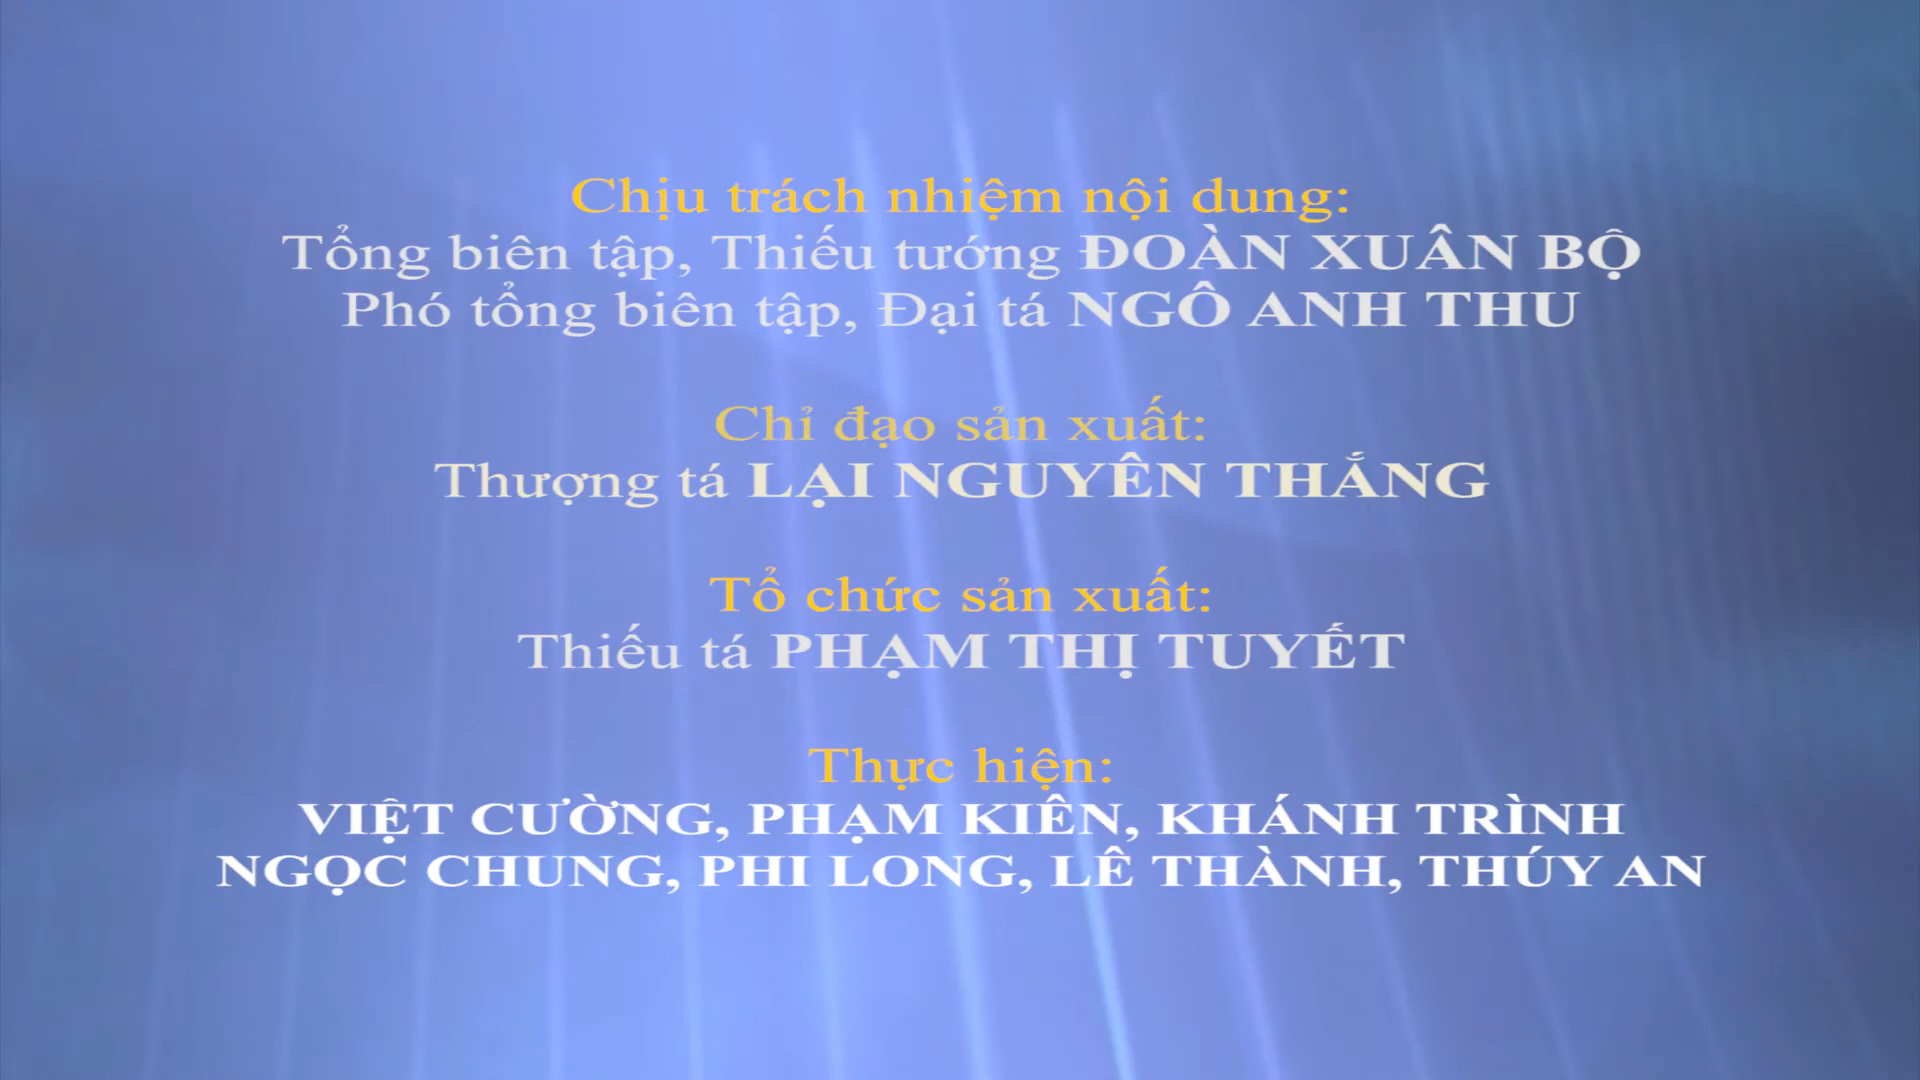 Chịu trách nhiệm nội dung:
Tổng biên tập, Thiếu tướng ĐOÀN XUÂN BỘ
Phó tổng biên tập, Đại tá NGÔ ANH THU
Chỉ đạo sản xuất:
Thượng tá LẠI NGUYÊN THẮNG
Tổ chức sản xuất:
Thiếu tá PHẠM THỊ TUYẾT
Thực hiện:
VIỆT CƯỜNG, PHẠM KIÊN, KHÁNH TRÌNH
NGỌC CHUNG, PHI LONG, LÊ THÀNH, THÚY AN